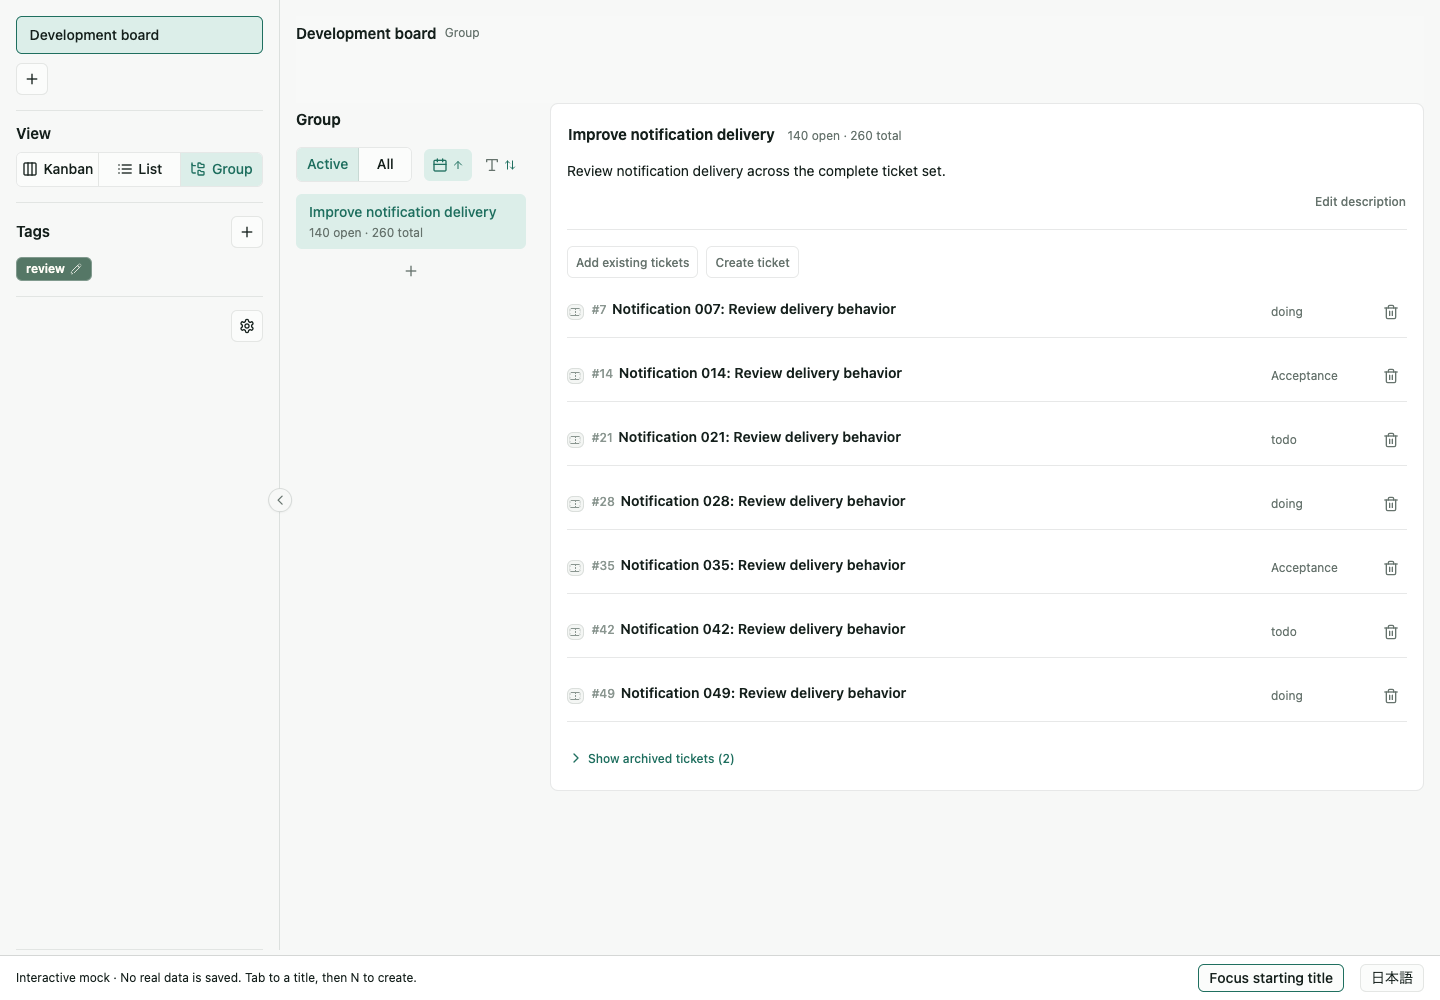 Development board
View
Kanban
List
Group
Tags
review
Development board Group
Group
Active
All
Improve notification delivery
140 open · 260 total
Improve notification delivery 140 open · 260 total
Review notification delivery across the complete ticket set.
Edit description
Add existing tickets
Create ticket
#7 Notification 007: Review delivery behavior doing
#14 Notification 014: Review delivery behavior Acceptance
#21 Notification 021: Review delivery behavior todo
#28 Notification 028: Review delivery behavior doing
#35 Notification 035: Review delivery behavior Acceptance
#42 Notification 042: Review delivery behavior todo
#49 Notification 049: Review delivery behavior doing
Show archived tickets (2)
Interactive mock · No real data is saved. Tab to a title, then N to create.
Focus starting title
日本語